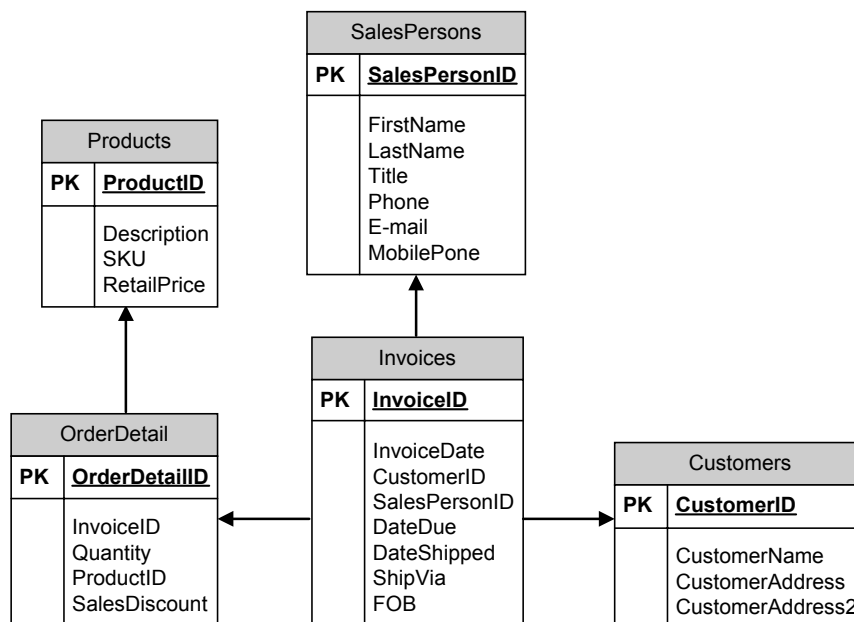 SalesPersons
PK SalesPersonID
FirstName
LastName
Title
Phone
E-mail
MobilePone
Products
PK ProductID
Description
SKU
RetailPrice
Invoices
PK InvoiceID
InvoiceDate
CustomerID
SalesPersonID
DateDue
DateShipped
ShipVia
FOB
OrderDetail
PK OrderDetailID
InvoiceID
Quantity
ProductID
SalesDiscount
Customers
PK CustomerID
CustomerName
CustomerAddress
CustomerAddress2